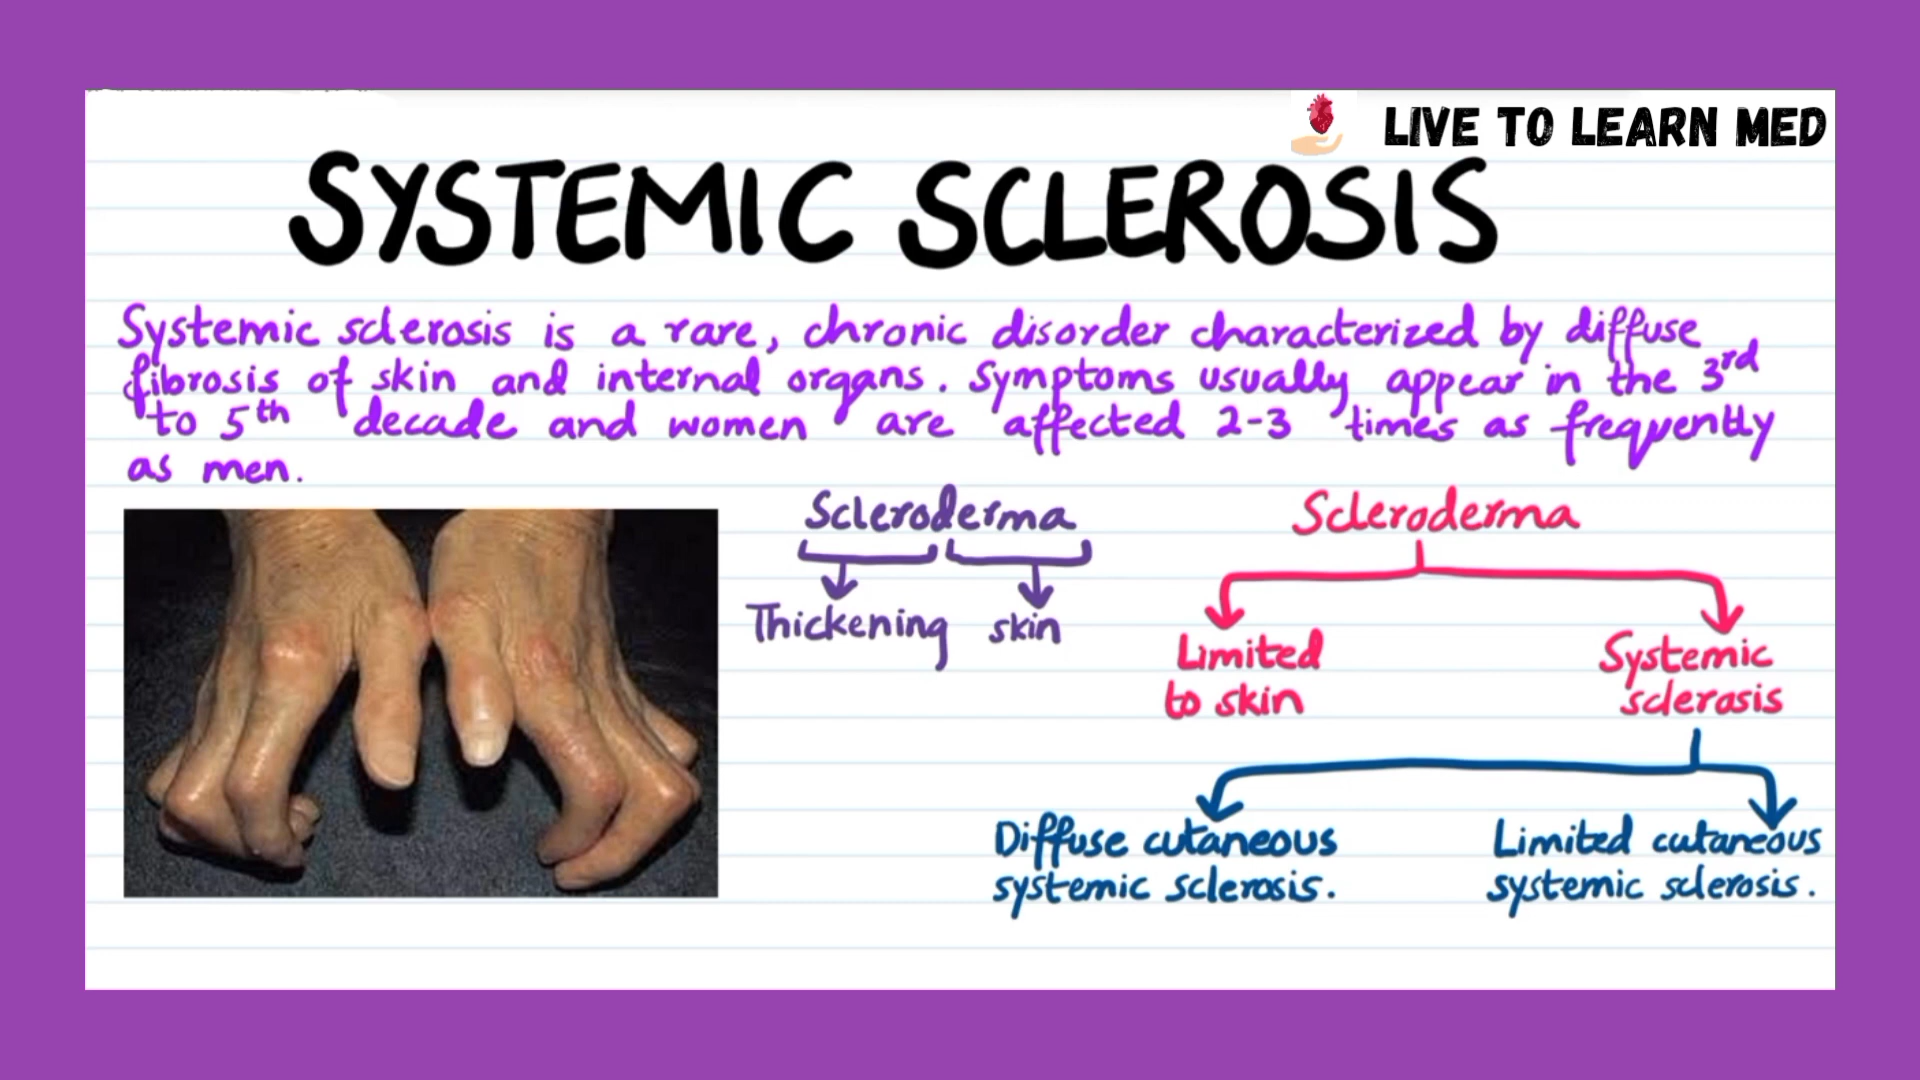 LIVE TO LEARN MED
SYSTEMIC SCLEROSIS
Systemic sclerosis is a rare, chronic disorder characterized by diffuse
fibrosis of skin and internal organs. Symptoms usually appear in the 3rd
to 5th decade and women are affected 2-3 times as frequently
as men.
Scleroderma
Thickening skin
Scleroderma
Limited
to skin
Systemic
sclerosis
Diffuse cutaneous
systemic sclerosis.
Limited cutaneous
systemic sclerosis.